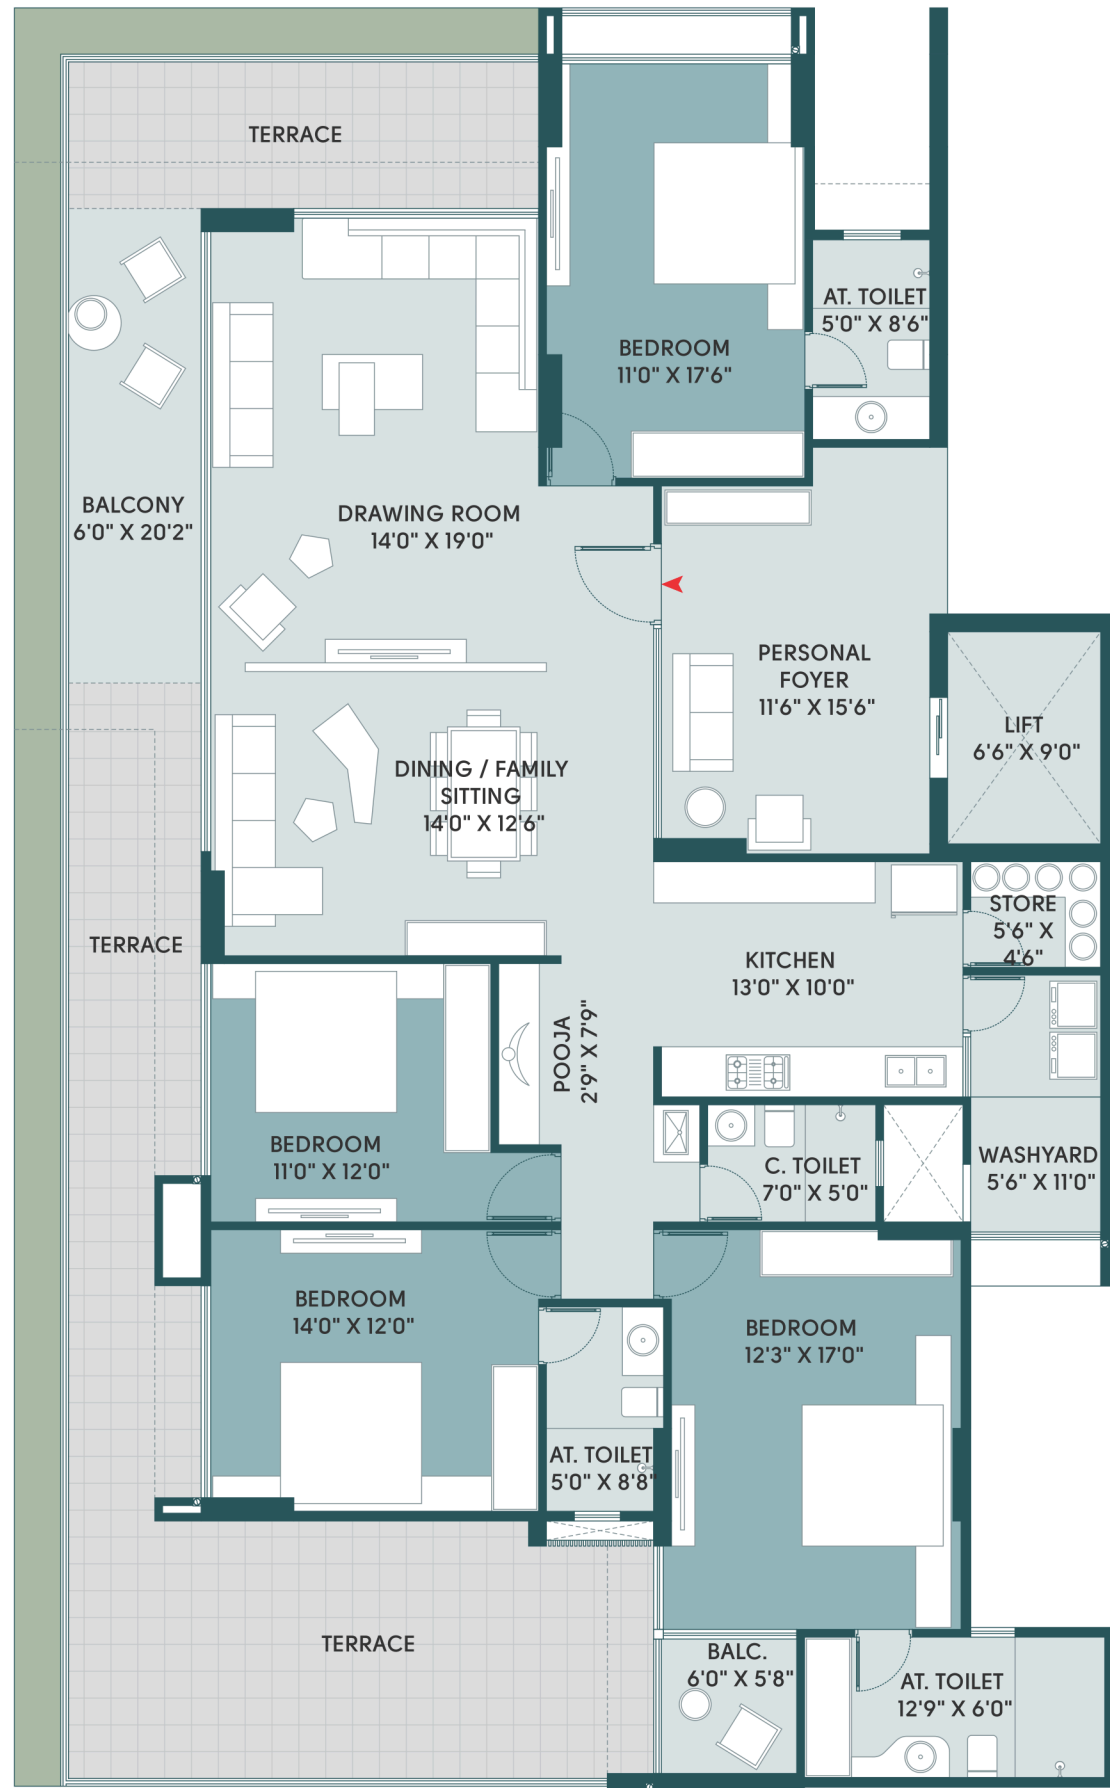 TERRACE
AT. TOILET
5'0" X 8'6"
BEDROOM
11'0" X 17'6"
BALCONY
6'0" X 20'2"
DRAWING ROOM
14'0" X 19'0"
PERSONAL
FOYER
11'6" X 15'6"
LIFT
6'6" X 9'0"
DINING / FAMILY
SITTING
14'0" X 12'6"
TERRACE
STORE
5'6" X
4'6"
KITCHEN
13'0" X 10'0"
POOJA
2'9" X 7'9"
BEDROOM
11'0" X 12'0"
C. TOILET
7'0" X 5'0"
WASHYARD
5'6" X 11'0"
BEDROOM
14'0" X 12'0"
BEDROOM
12'3" X 17'0"
AT. TOILET
5'0" X 8'8"
TERRACE
BALC.
6'0" X 5'8"
AT. TOILET
12'9" X 6'0"